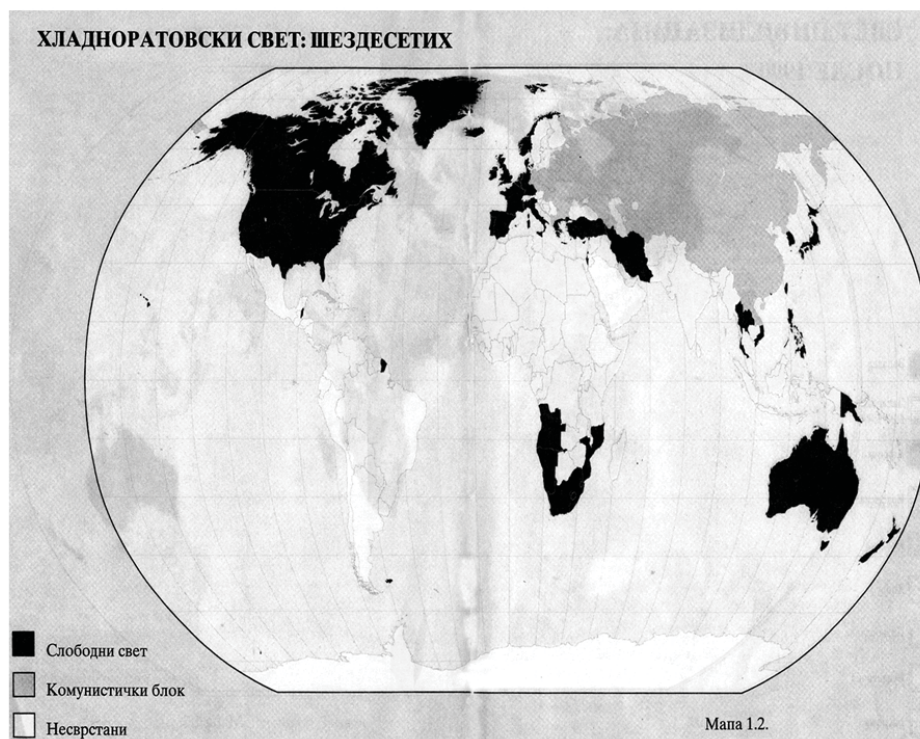 ХЛАДНОРАТОВСКИ СВЕТ: ШЕЗДЕСЕТИХ
Слободни свет
Комунистички блок
Несврстани
Мапа 1.2.